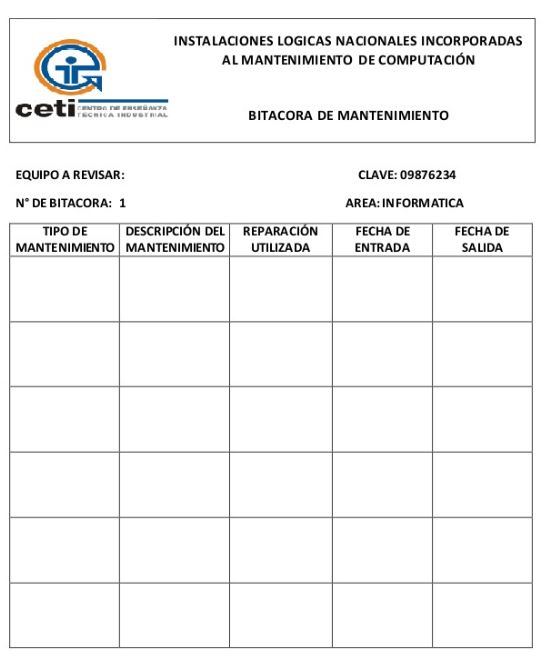 INSTALACIONES LOGICAS NACIONALES INCORPORADAS
AL MANTENIMIENTO DE COMPUTACIÓN
ceti CENTRO DE ENSEÑANZA
TÉCNICA INDUSTRIAL
BITACORA DE MANTENIMIENTO
EQUIPO A REVISAR: CLAVE: 09876234
N° DE BITACORA: 1 AREA: INFORMATICA
TIPO DE DESCRIPCIÓN DEL REPARACIÓN FECHA DE FECHA DE
MANTENIMIENTO MANTENIMIENTO UTILIZADA ENTRADA SALIDA